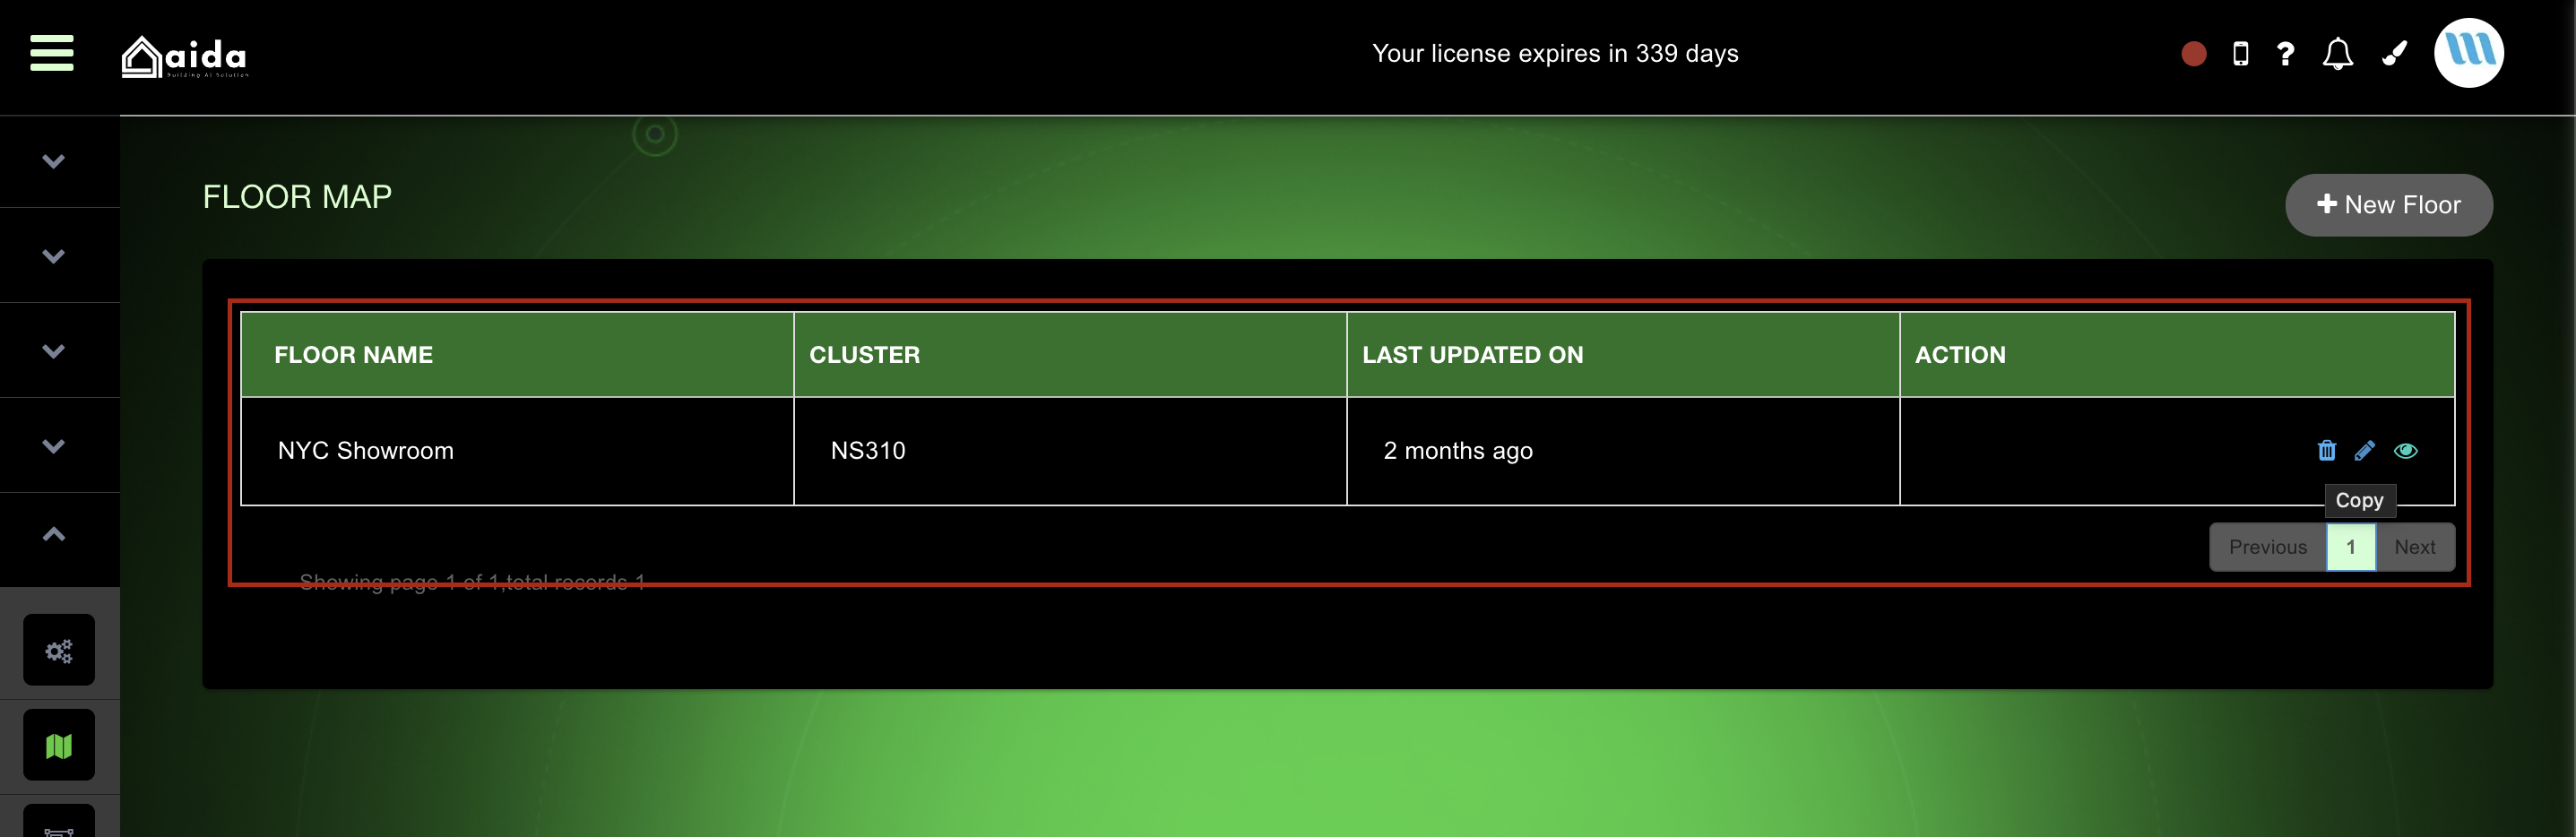 aida
Building AI Solution
Your license expires in 339 days
?
FLOOR MAP
New Floor
FLOOR NAME CLUSTER LAST UPDATED ON ACTION
NYC Showroom NS310 2 months ago
Copy
Previous 1 Next
Showing page 1 of 1,total records 1